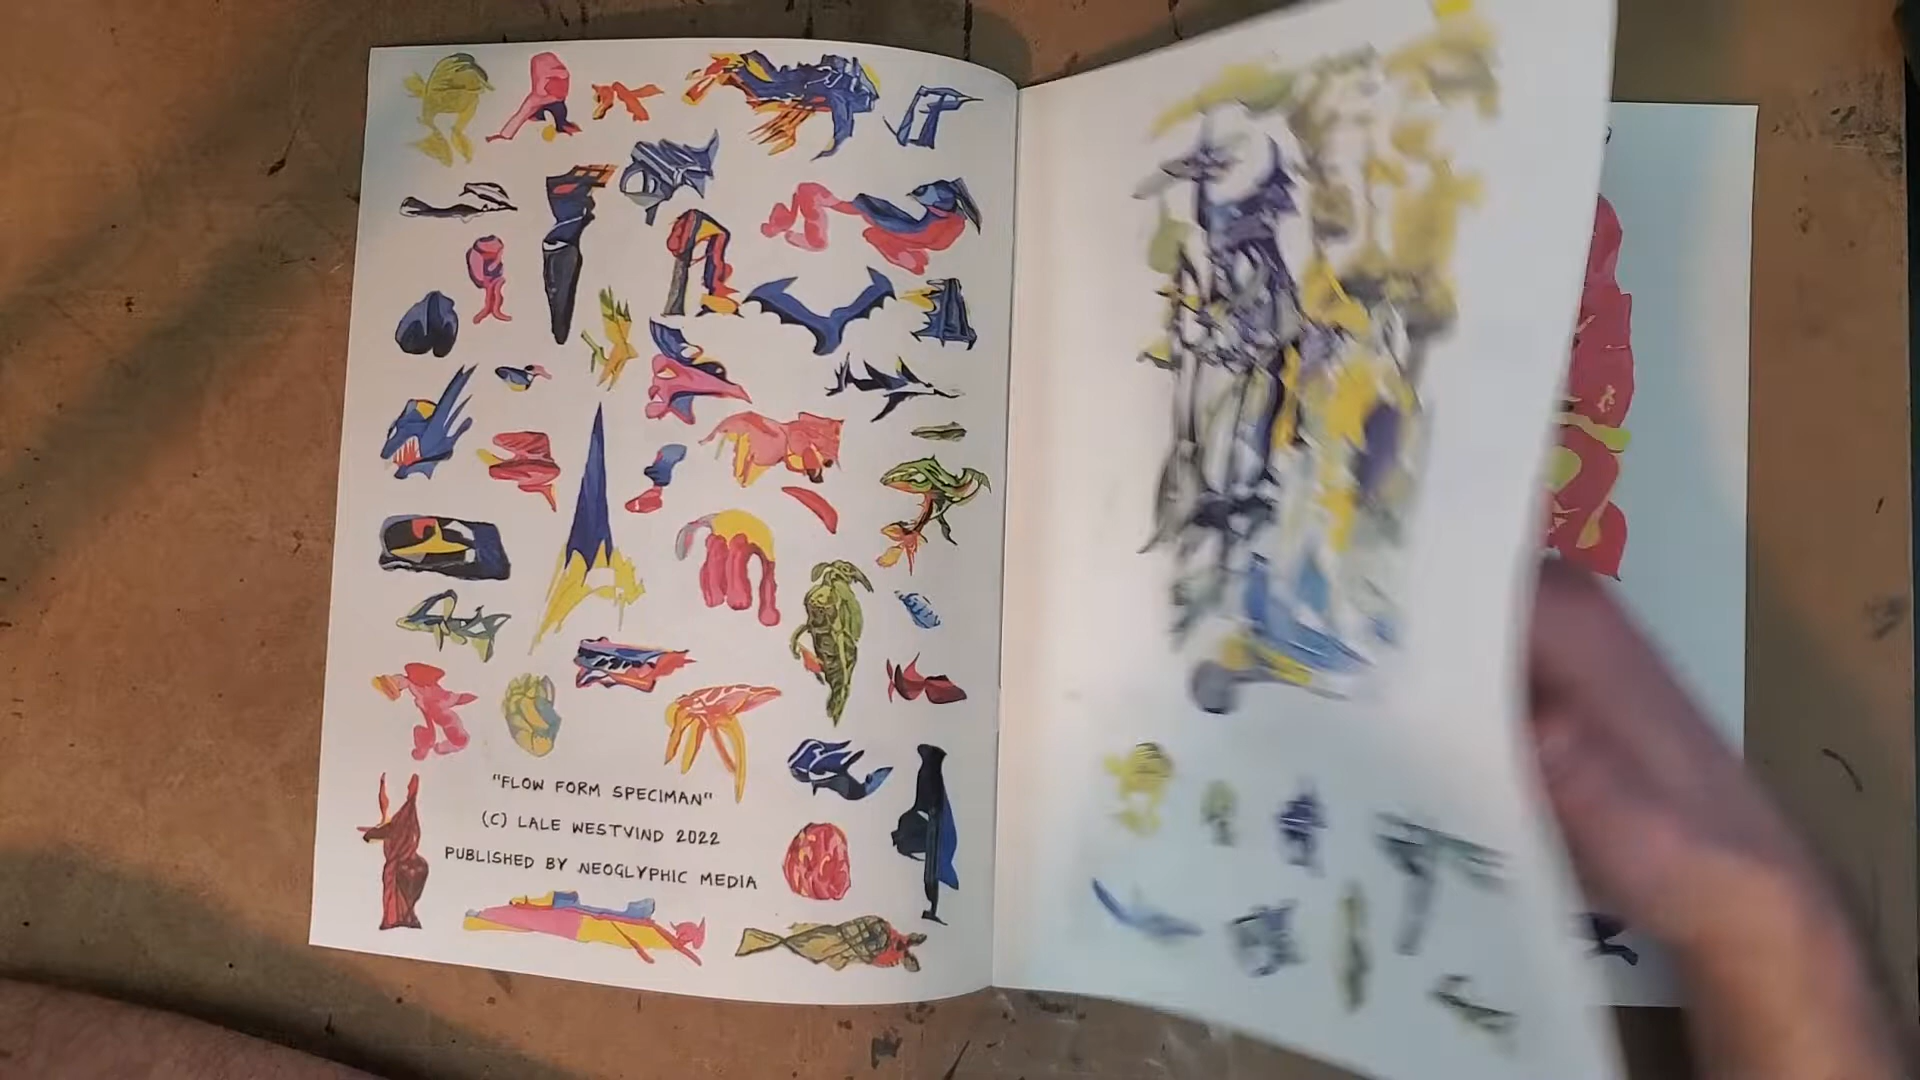 "FLOW FORM SPECIMAN"
(C) LALE WESTVIND 2022
PUBLISHED BY NEOGLYPHIC MEDIA